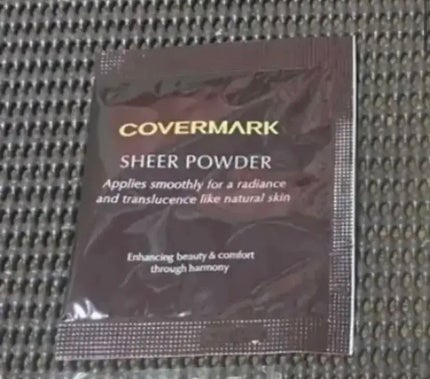 COVERMARK
SHEER POWDER
Applies smoothly for a radiance
and translucence like natural skin
Enhancing beauty & comfort
through harmony